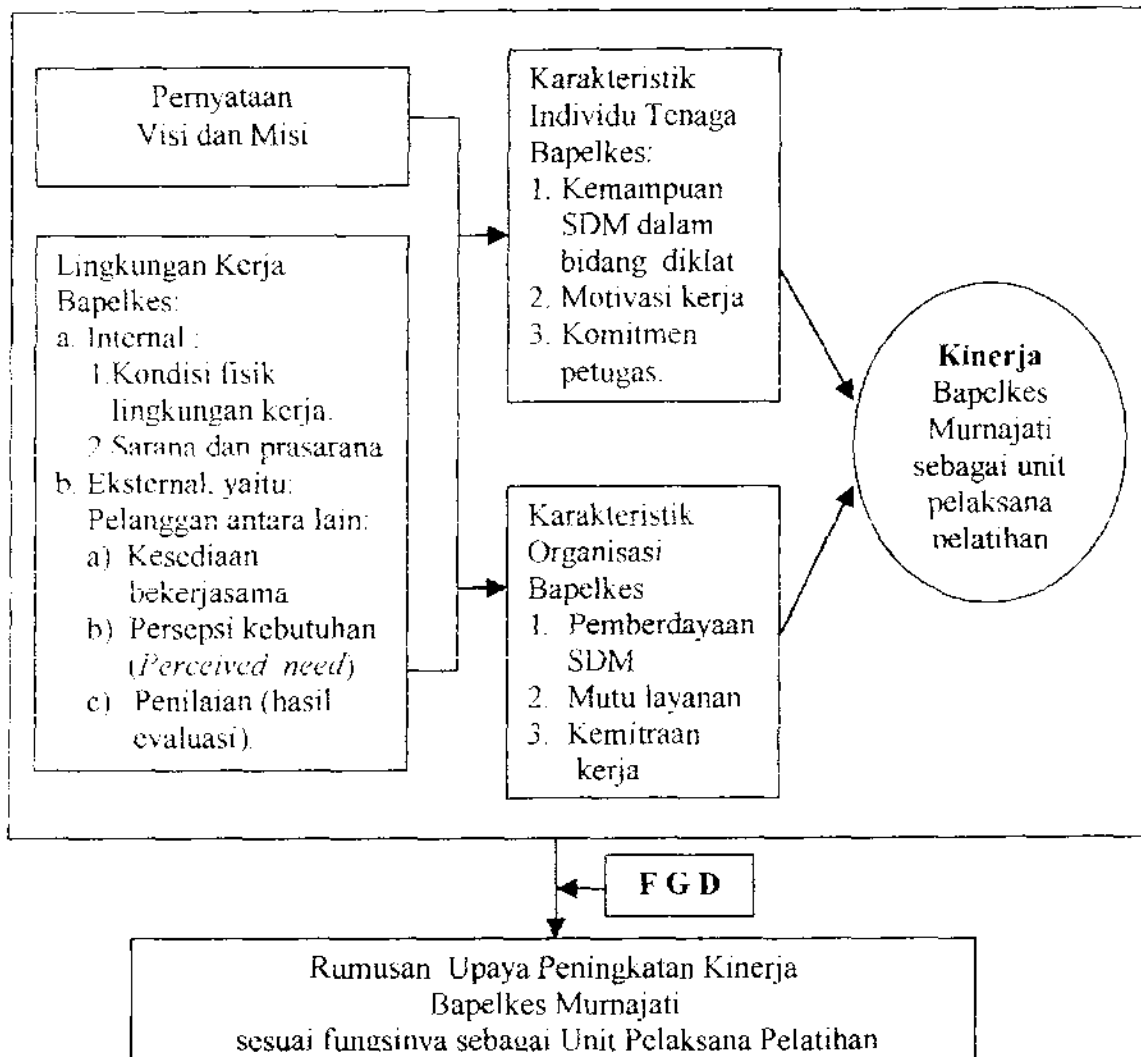 Pernyataan
Visi dan Misi
Lingkungan Kerja
Bapelkes:
a. Internal :
1.Kondisi fisik
lingkungan kerja.
2 Sarana dan prasarana
b. Eksternal, yaitu:
Pelanggan antara lain:
a) Kesediaan
bekerjasama
b) Persepsi kebutuhan
(Perceived need)
c) Penilaian (hasil
evaluasi).
Karakteristik
Individu Tenaga
Bapelkes:
1. Kemampuan
SDM dalam
bidang diklat
2. Motivasi kerja
3. Komitmen
petugas.
Karakteristik
Organisasi
Bapelkes
1. Pemberdayaan
SDM
2. Mutu layanan
3. Kemitraan
kerja
Kinerja
Bapelkes
Murnajati
sebagai unit
pelaksana
pelatihan
F G D
Rumusan Upaya Peningkatan Kinerja
Bapelkes Murnajati
sesuai fungsinya sebagai Unit Pelaksana Pelatihan